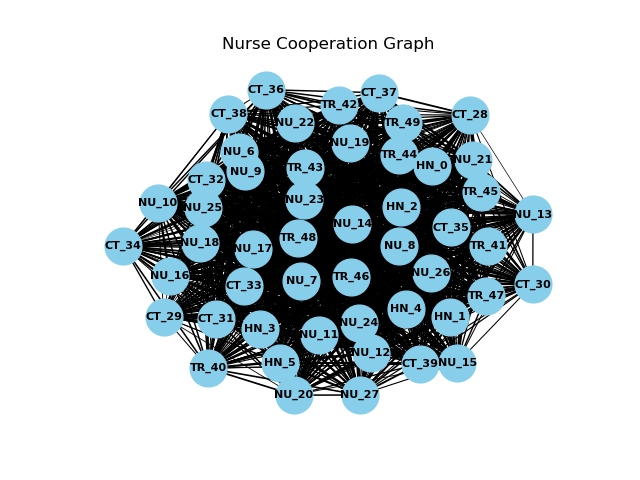 Nurse Cooperation Graph
CT_36
CT_37
TR_42
CT_38
CT_28
NU_22
TR_49
NU_19
NU_6
TR_44
NU_21
HN_0
TR_43
NU_9
CT_32
TR_45
NU_23
NU_10
NU_25
HN_2
NU_13
NU_14
CT_35
TR_48
NU_18
CT_34
NU_8
TR_41
NU_17
NU_26
NU_16
TR_46
NU_7
CT_30
CT_33
TR_47
HN_4
CT_29
HN_1
CT_31
NU_24
HN_3
NU_11
NU_12
HN_5
NU_15
CT_39
TR_40
NU_20
NU_27